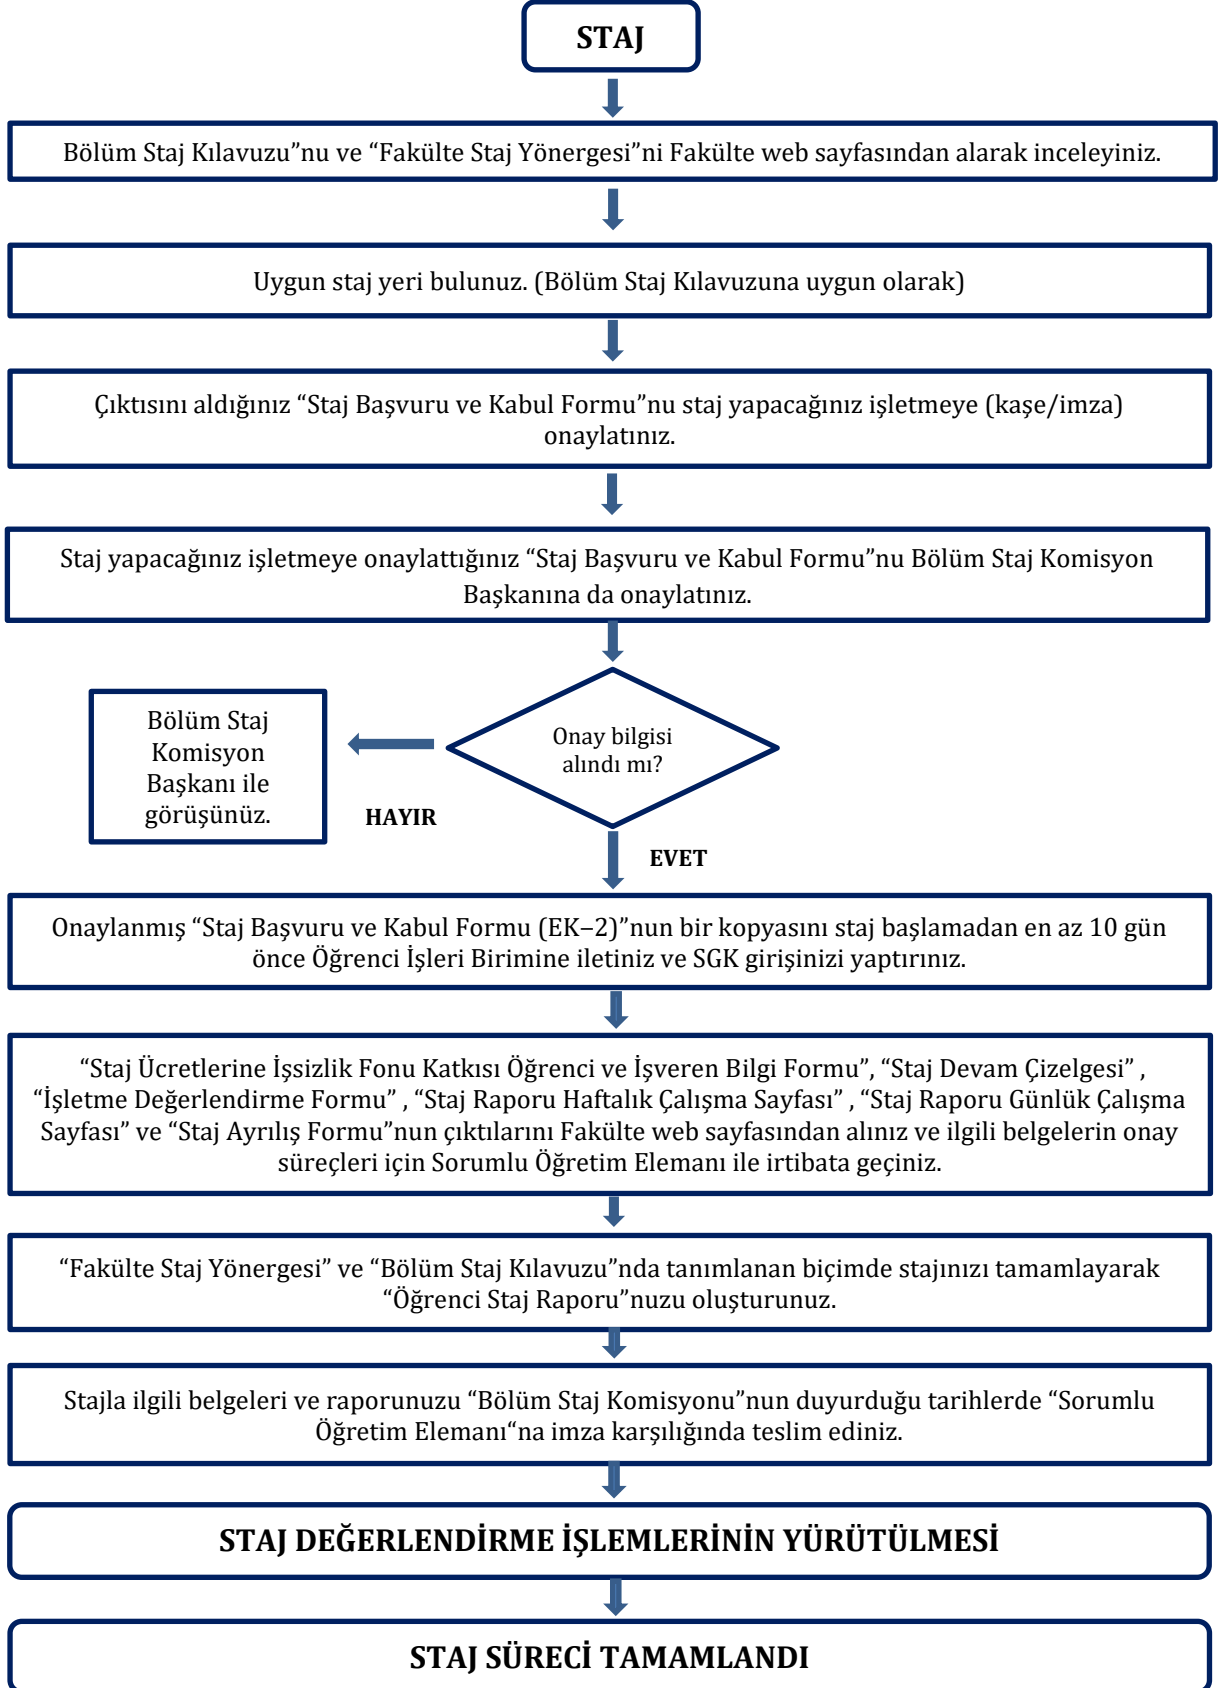 STAJ
Bölüm Staj Kılavuzu”nu ve “Fakülte Staj Yönergesi”ni Fakülte web sayfasından alarak inceleyiniz.
Uygun staj yeri bulunuz. (Bölüm Staj Kılavuzuna uygun olarak)
Çıktısını aldığınız “Staj Başvuru ve Kabul Formu”nu staj yapacağınız işletmeye (kaşe/imza)
onaylatınız.
Staj yapacağınız işletmeye onaylattığınız “Staj Başvuru ve Kabul Formu”nu Bölüm Staj Komisyon
Başkanına da onaylatınız.
Onay bilgisi
alındı mı?
Bölüm Staj
Komisyon
Başkanı ile
görüşünüz.
HAYIR
EVET
Onaylanmış “Staj Başvuru ve Kabul Formu (EK–2)”nun bir kopyasını staj başlamadan en az 10 gün
önce Öğrenci İşleri Birimine iletiniz ve SGK girişinizi yaptırınız.
“Staj Ücretlerine İşsizlik Fonu Katkısı Öğrenci ve İşveren Bilgi Formu”, “Staj Devam Çizelgesi” ,
“İşletme Değerlendirme Formu” , “Staj Raporu Haftalık Çalışma Sayfası” , “Staj Raporu Günlük Çalışma
Sayfası” ve “Staj Ayrılış Formu”nun çıktılarını Fakülte web sayfasından alınız ve ilgili belgelerin onay
süreçleri için Sorumlu Öğretim Elemanı ile irtibata geçiniz.
“Fakülte Staj Yönergesi” ve “Bölüm Staj Kılavuzu”nda tanımlanan biçimde stajınızı tamamlayarak
“Öğrenci Staj Raporu”nuzu oluşturunuz.
Stajla ilgili belgeleri ve raporunuzu “Bölüm Staj Komisyonu”nun duyurduğu tarihlerde “Sorumlu
Öğretim Elemanı“na imza karşılığında teslim ediniz.
STAJ DEĞERLENDİRME İŞLEMLERİNİN YÜRÜTÜLMESİ
STAJ SÜRECİ TAMAMLANDI